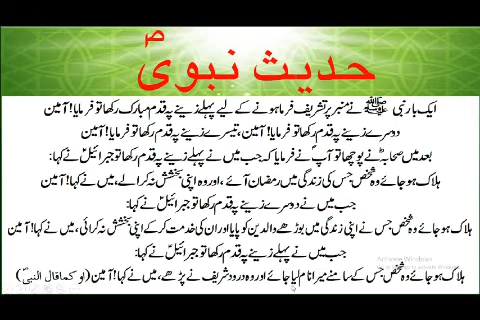 حدیث نبویؐ
ایک بار نبی ﷺ نے منبر پر تشریف فرما ہونے کے لیے پہلے زینے پہ قدم مبارک رکھا تو فرمایا! آمین
دوسرے زینے پہ قدم رکھا تو فرمایا! آمین، تیسرے زینے پہ قدم رکھا تو فرمایا! آمین
بعد میں صحابہؓ نے پوچھا تو آپؐ نے فرمایا کہ جب میں نے پہلے زینے پہ قدم رکھا تو جبرائیلؑ نے کہا:
ہلاک ہو جائے وہ شخص جس کی زندگی میں رمضان آئے، اور وہ اپنی بخشش نہ کرا لے، میں نے کہا! آمین
جب میں نے دوسرے زینے پہ قدم رکھا تو جبرائیلؑ نے کہا:
ہلاک ہو جائے وہ شخص جس نے اپنی زندگی میں بوڑھے والدین کو پایا اور ان کی خدمت کر کے اپنی بخشش نہ کرائی، میں نے کہا! آمین
جب میں نے پہلے زینے پہ قدم رکھا تو جبرائیلؑ نے کہا:
ہلاک ہو جائے وہ شخص جس کے سامنے میرا نام لیا جائے اور وہ درود شریف نے پڑھے، میں نے کہا! آمین (او کما قال النبیؐ)
Activate Windows